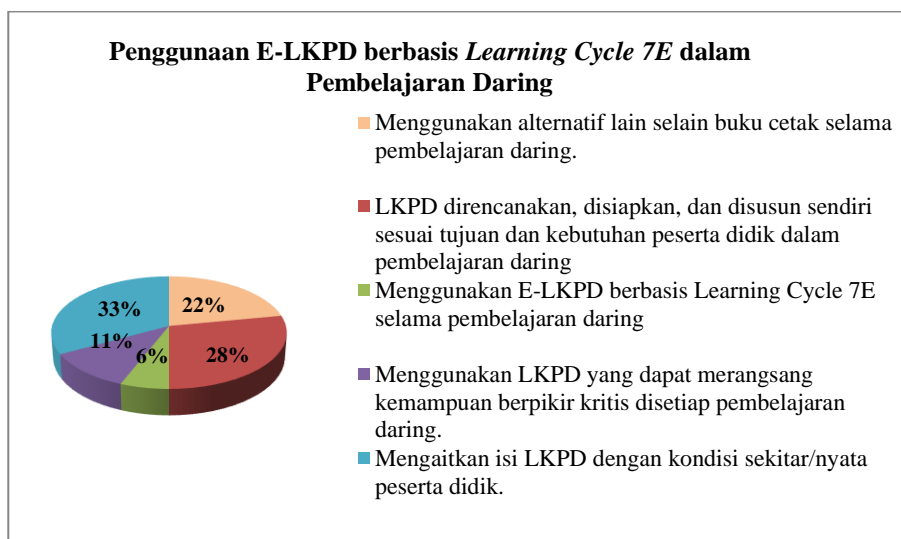 Penggunaan E-LKPD berbasis Learning Cycle 7E dalam
Pembelajaran Daring
Menggunakan alternatif lain selain buku cetak selama
pembelajaran daring.
LKPD direncanakan, disiapkan, dan disusun sendiri
sesuai tujuan dan kebutuhan peserta didik dalam
pembelajaran daring
Menggunakan E-LKPD berbasis Learning Cycle 7E
selama pembelajaran daring
Menggunakan LKPD yang dapat merangsang
kemampuan berpikir kritis disetiap pembelajaran
daring.
Mengaitkan isi LKPD dengan kondisi sekitar/nyata
peserta didik.
33% 22%
11% 6% 28%